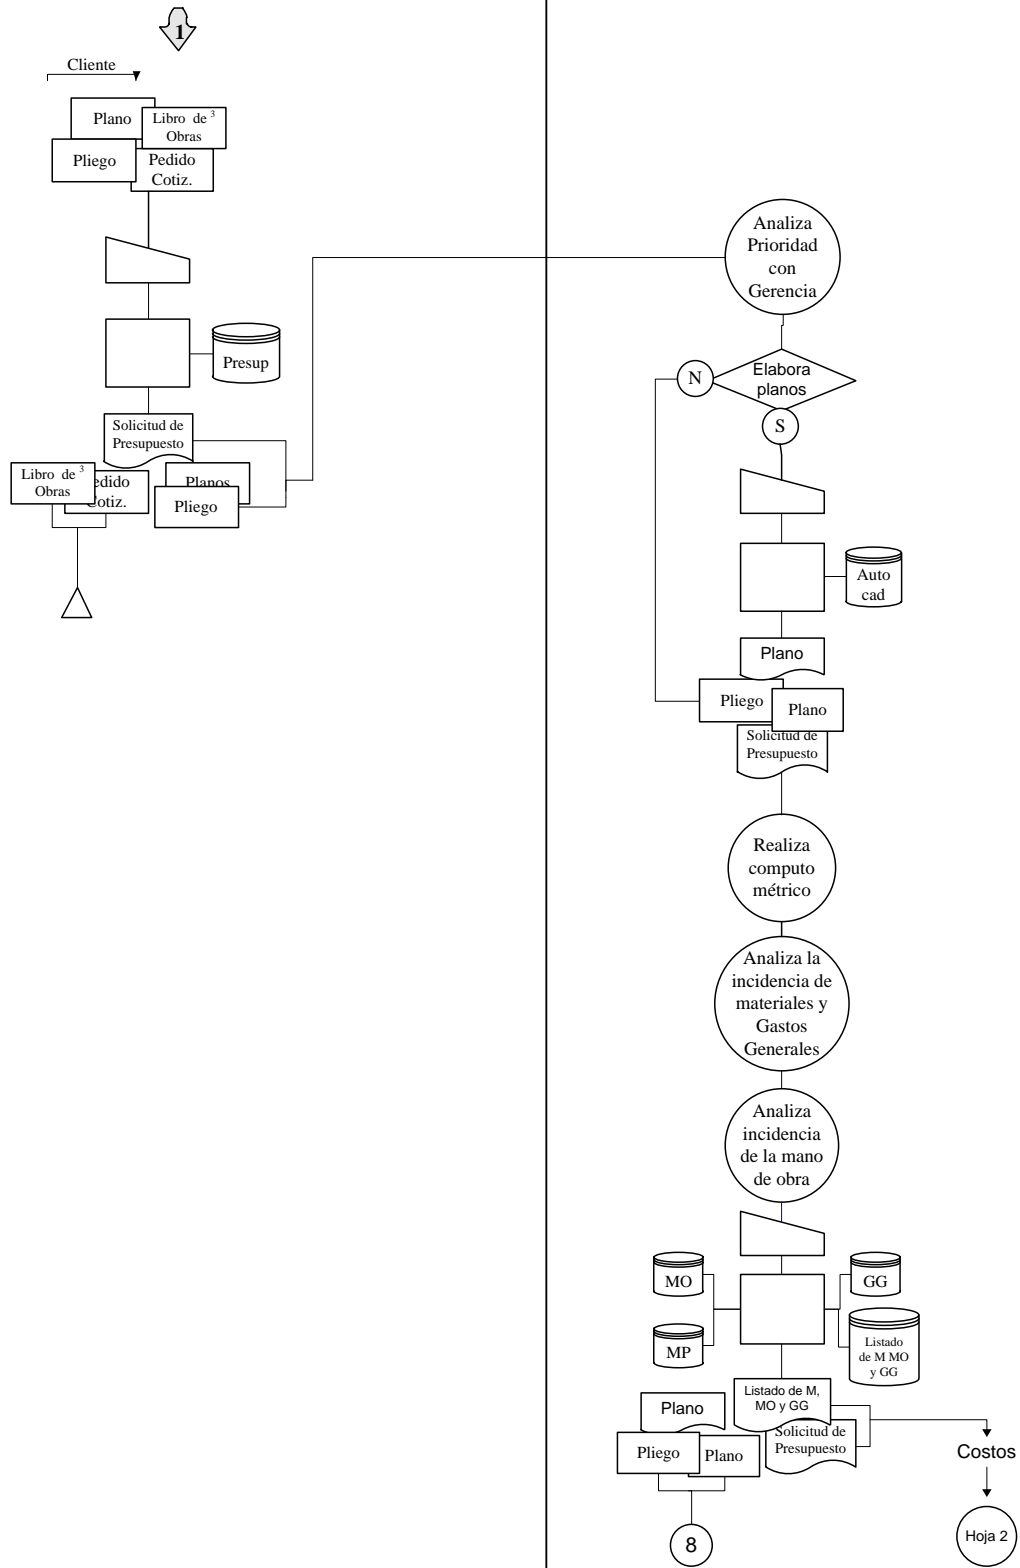 1
Cliente
Plano
Libro de 3
Obras
Pliego
Pedido
Cotiz.
Presup
Solicitud de
Presupuesto
Libro de 3
Obras
edido
Cotiz.
Planos
Pliego
Analiza
Prioridad
con
Gerencia
Elabora
planos
N
S
Auto
cad
Plano
Pliego
Plano
Solicitud de
Presupuesto
Realiza
computo
métrico
Analiza la
incidencia de
materiales y
Gastos
Generales
Analiza
incidencia
de la mano
de obra
MO
GG
MP
Listado
de M MO
y GG
Listado de M,
MO y GG
Plano
Solicitud de
Presupuesto
Pliego
Plano
Costos
8
Hoja 2